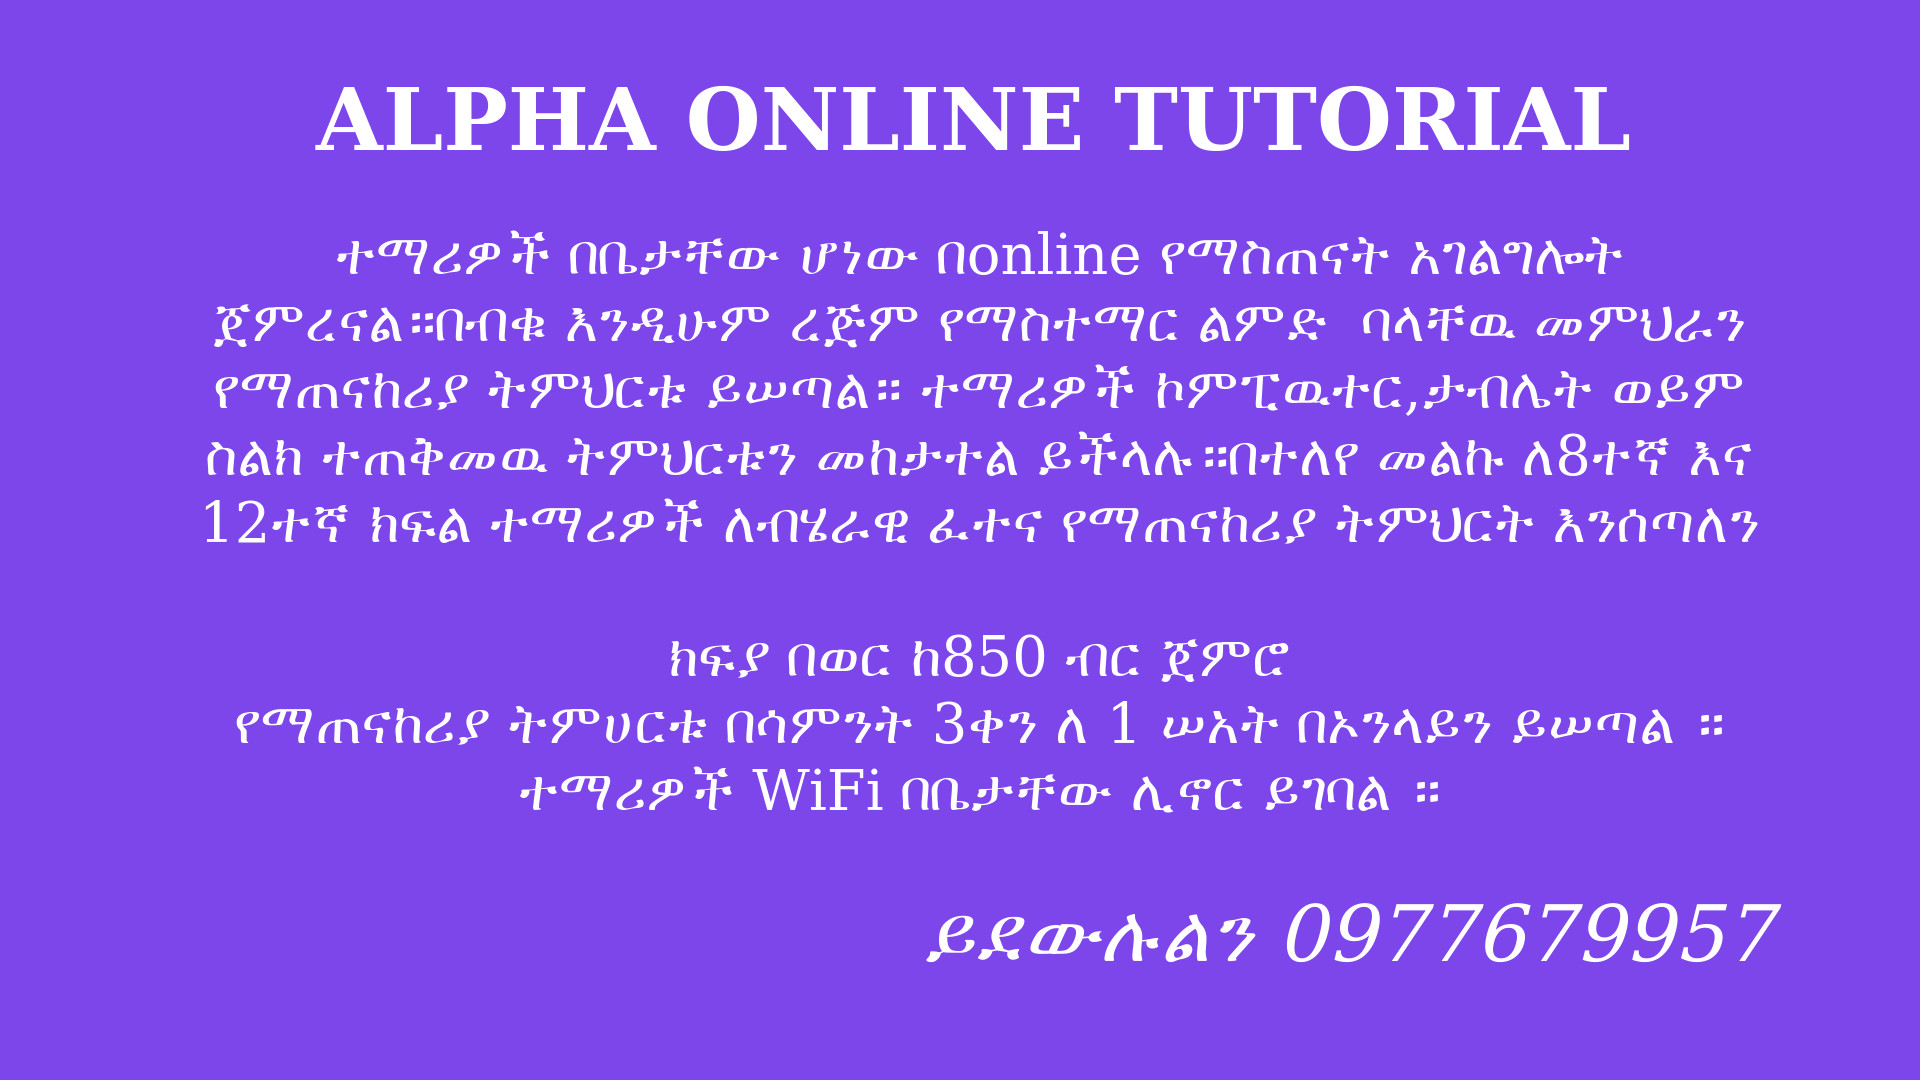 ALPHA ONLINE TUTORIAL
ተማሪዎች በቤታቸው ሆነው በonline የማስጠናት አገልግሎት
ጀምረናል።በብቁ እንዲሁም ረጅም የማስተማር ልምድ ባላቸዉ መምህራን
የማጠናከሪያ ትምህርቱ ይሠጣል። ተማሪዎች ኮምፒዉተር,ታብሌት ወይም
ስልክ ተጠቅመዉ ትምህርቱን መከታተል ይችላሉ።በተለየ መልኩ ለ8ተኛ እና
12ተኛ ክፍል ተማሪዎች ለብሄራዊ ፈተና የማጠናከሪያ ትምህርት እንሰጣለን
ክፍያ በወር ከ850 ብር ጀምሮ
የማጠናከሪያ ትምሀርቱ በሳምንት 3ቀን ለ 1 ሠአት በኦንላይን ይሠጣል ።
ተማሪዎች WiFi በቤታቸው ሊኖር ይገባል ።
ይደውሉልን 0977679957